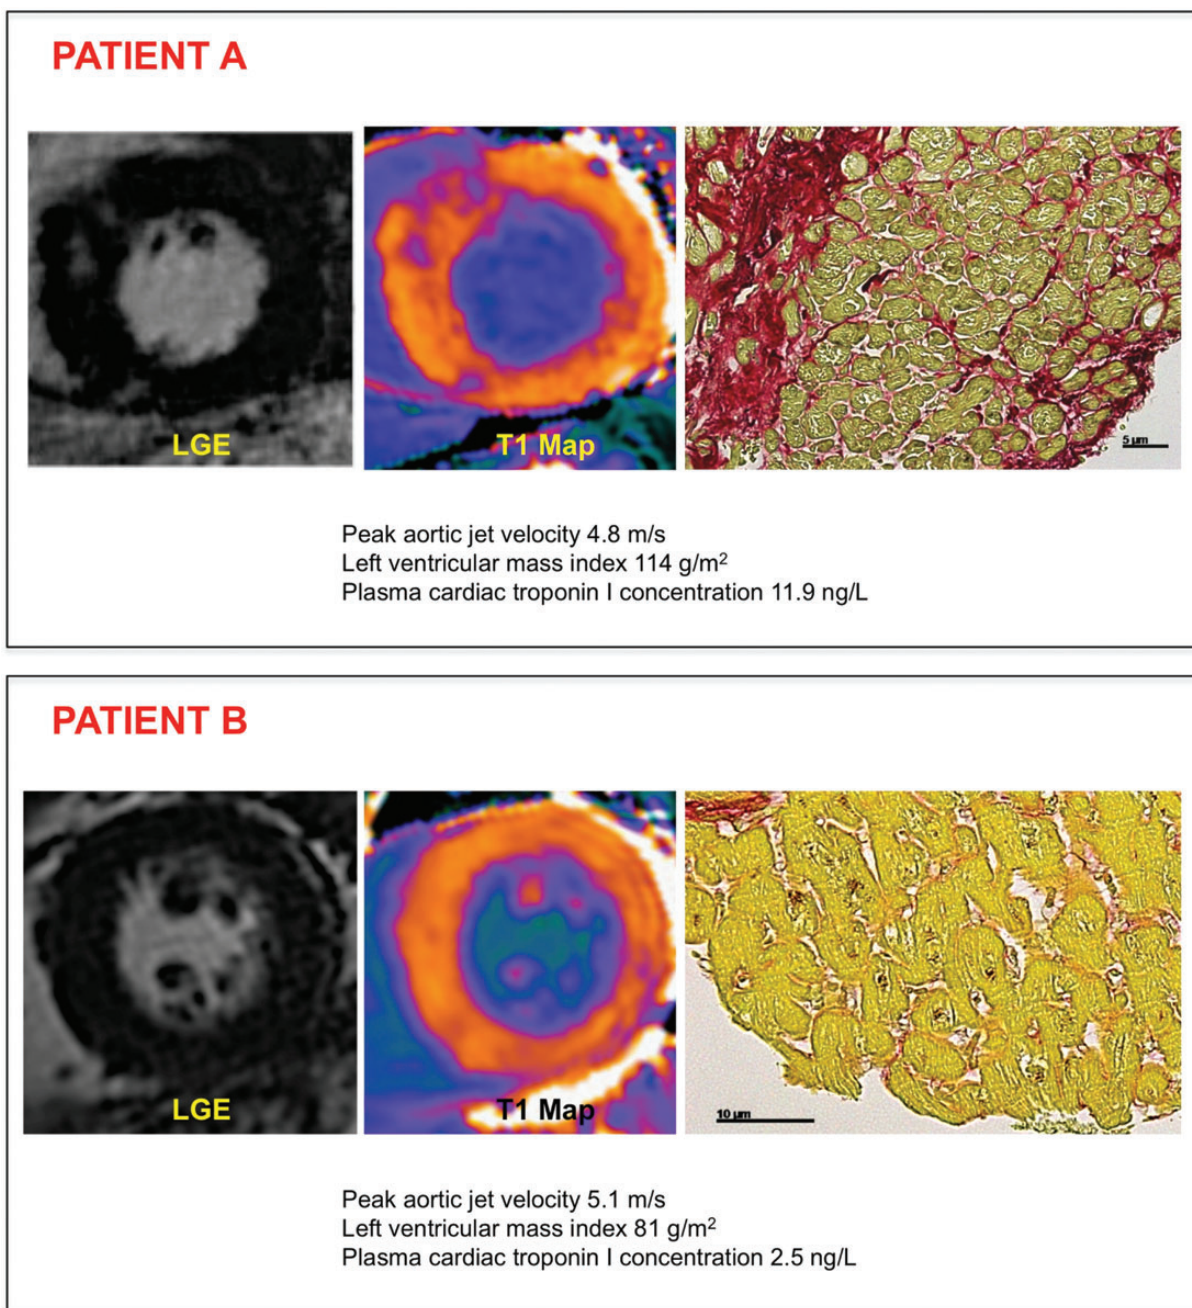 PATIENT A
LGE
T1 Map
5 µm
Peak aortic jet velocity 4.8 m/s
Left ventricular mass index 114 g/m²
Plasma cardiac troponin I concentration 11.9 ng/L
PATIENT B
LGE
T1 Map
10 µm
Peak aortic jet velocity 5.1 m/s
Left ventricular mass index 81 g/m²
Plasma cardiac troponin I concentration 2.5 ng/L